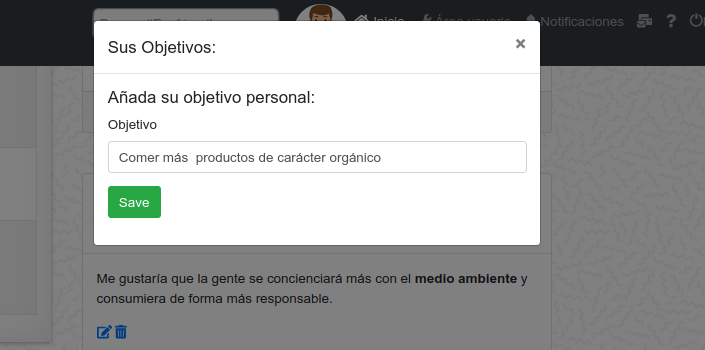 Inicio Área usuario Notificaciones
Sus Objetivos: ×
Añada su objetivo personal:
Objetivo
Comer más  productos de carácter orgánico
Save
Me gustaría que la gente se concienciará más con el medio ambiente y
consumiera de forma más responsable.